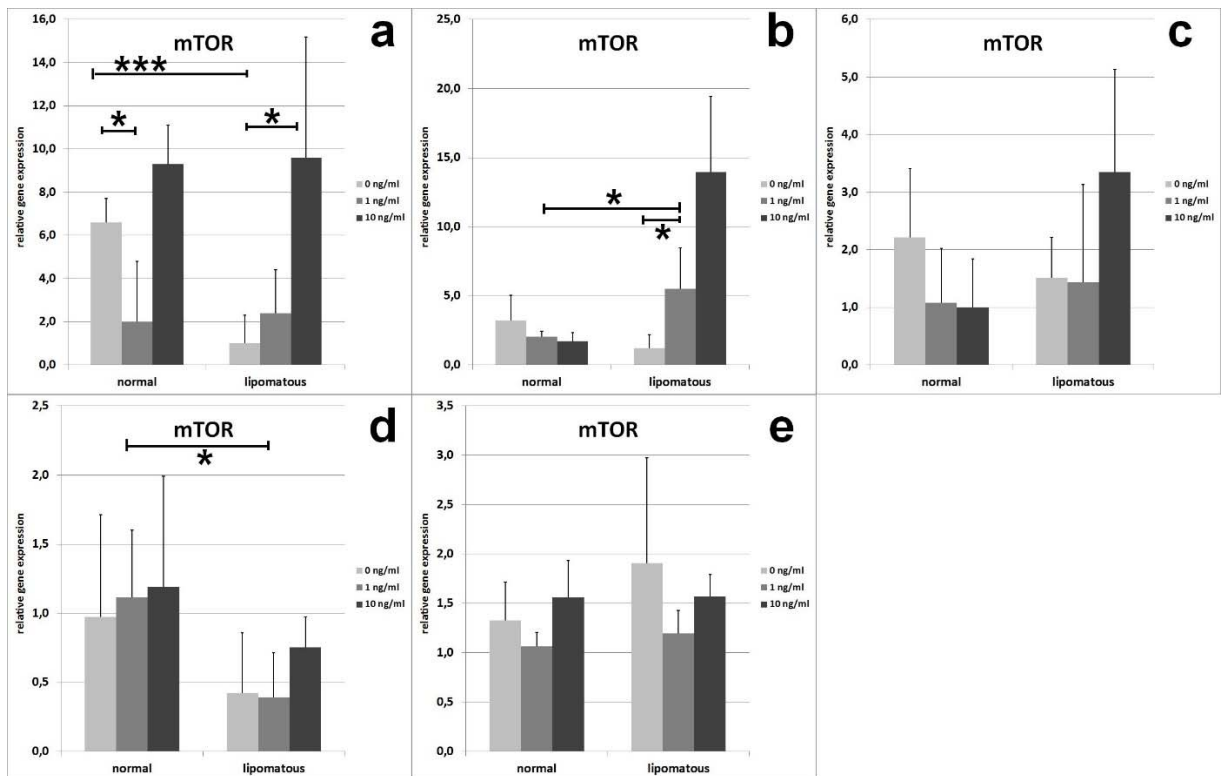 a
mTOR
16,0
14,0
12,0
10,0
8,0
6,0
4,0
2,0
0,0
relative gene expression
***
*
*
0 ng/ml
1 ng/ml
10 ng/ml
normal lipomatous
b
mTOR
25,0
20,0
15,0
10,0
5,0
0,0
relative gene expression
*
*
0 ng/ml
1 ng/ml
10 ng/ml
normal lipomatous
c
mTOR
6,0
5,0
4,0
3,0
2,0
1,0
0,0
relative gene expression
0 ng/ml
1 ng/ml
10 ng/ml
normal lipomatous
d
mTOR
2,5
2,0
1,5
1,0
0,5
0,0
relative gene expression
*
0 ng/ml
1 ng/ml
10 ng/ml
normal lipomatous
e
mTOR
3,5
3,0
2,5
2,0
1,5
1,0
0,5
0,0
relative gene expression
0 ng/ml
1 ng/ml
10 ng/ml
normal lipomatous